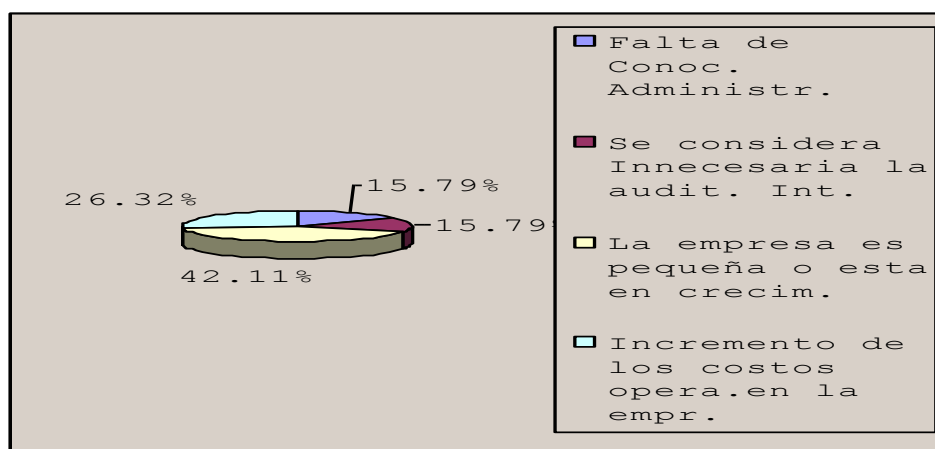 15.79%
26.32%
15.79%
42.11%
Falta de
Conoc.
Administr.
Se considera
Innecesaria la
audit. Int.
La empresa es
pequeña o esta
en crecim.
Incremento de
los costos
opera.en la
empr.